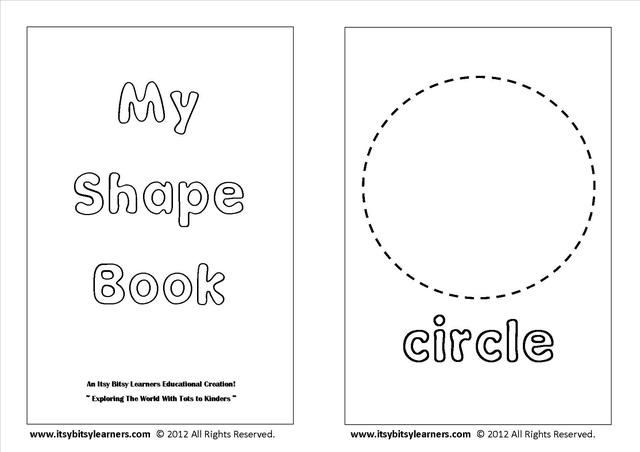 My
Shape
Book
An Itsy Bitsy Learners Educational Creation!
~ Exploring The World With Tots to Kinders ~
www.itsybitsylearners.com © 2012 All Rights Reserved.
circle
www.itsybitsylearners.com © 2012 All Rights Reserved.